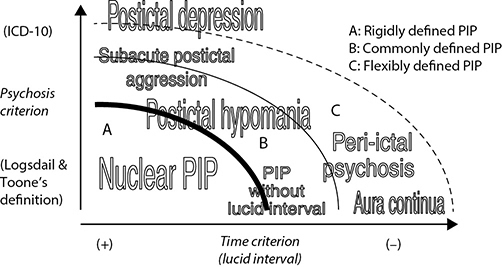 (ICD-10)
Postictal depression
A: Rigidly defined PIP
B: Commonly defined PIP
C: Flexibly defined PIP
Subacute postictal
aggression
Psychosis
criterion
Postictal hypomania
A
B
C
Peri-ictal
psychosis
(Logsdail &
Toone's
definition)
Nuclear PIP
PIP
without
lucid interval
Aura continua
(+)
Time criterion
(lucid interval)
(−)